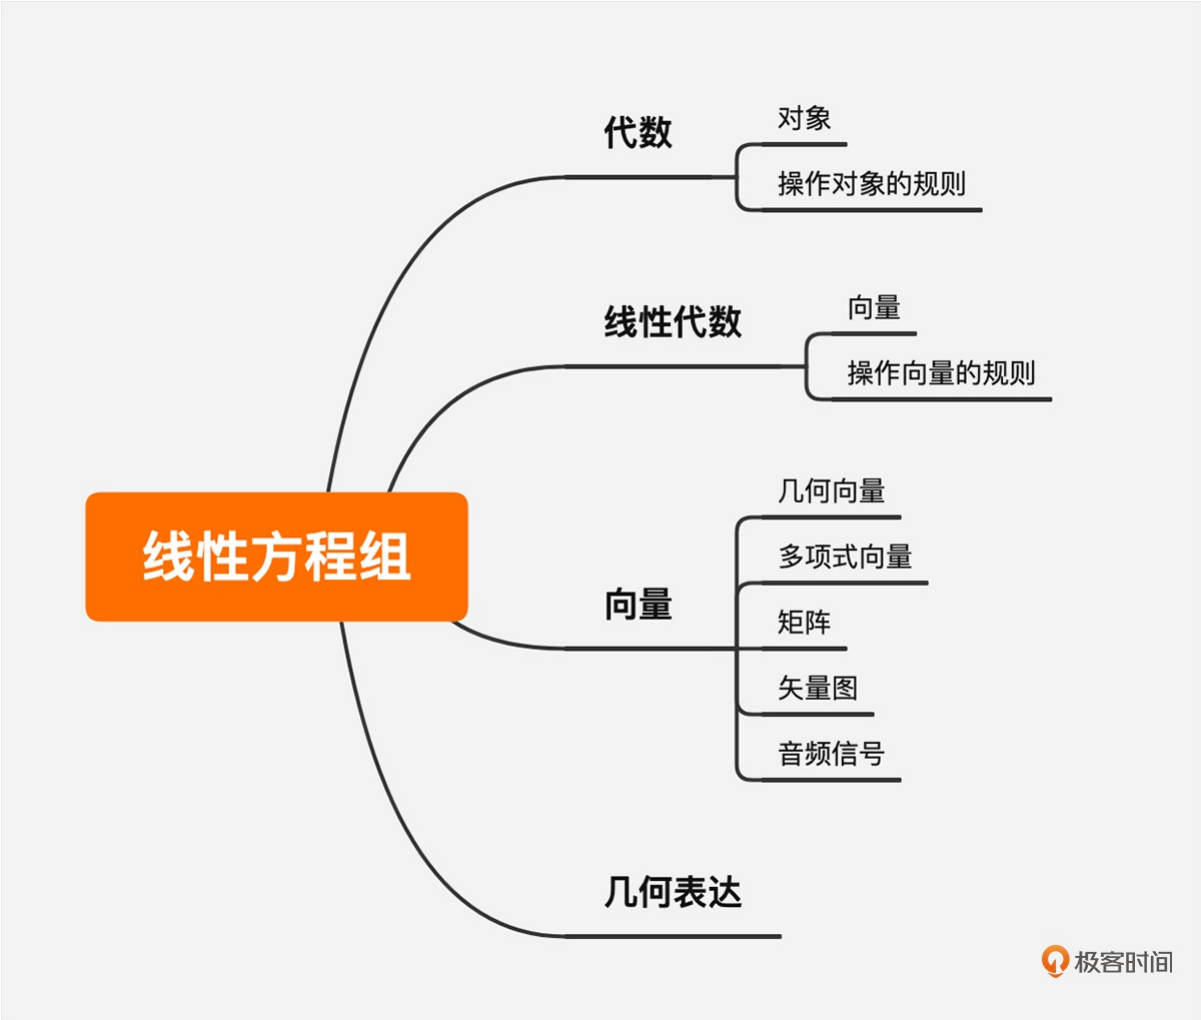 代数
对象
操作对象的规则
线性代数
向量
操作向量的规则
线性方程组
向量
几何向量
多项式向量
矩阵
矢量图
音频信号
几何表达
极客时间